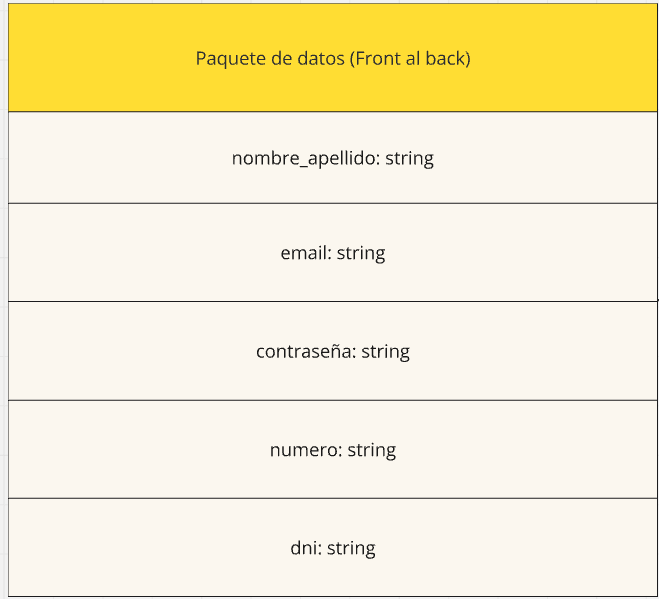 Paquete de datos (Front al back)
nombre_apellido: string
email: string
contraseña: string
numero: string
dni: string